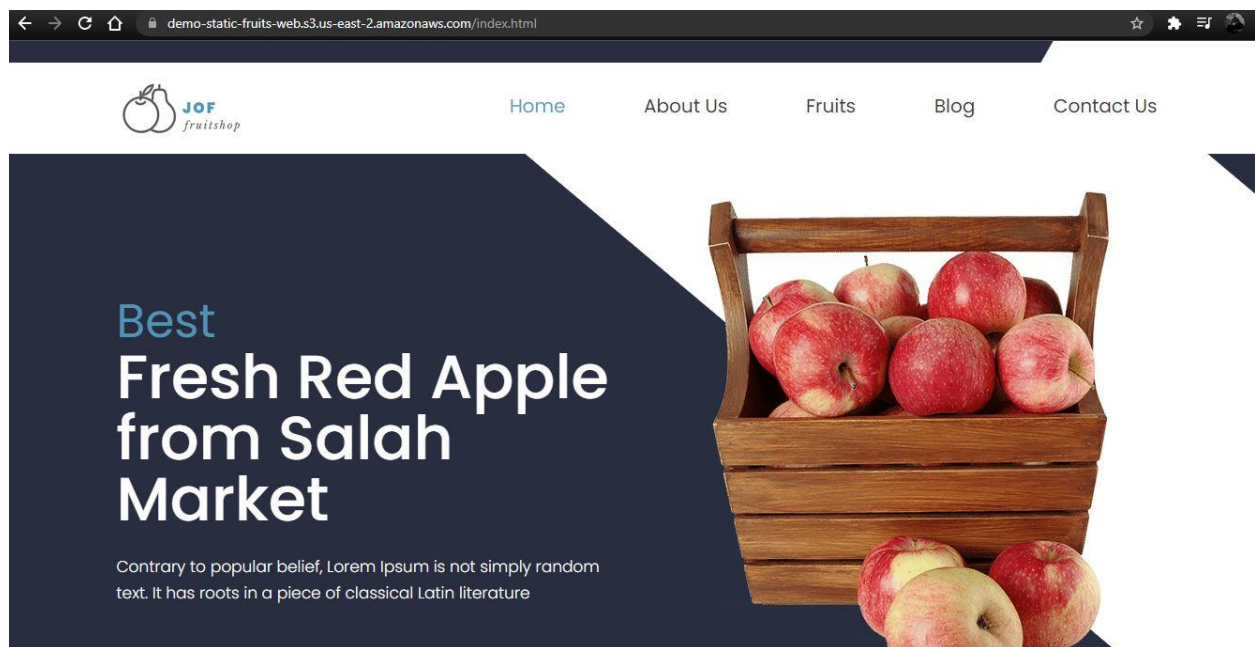 demo-static-fruits-web.s3.us-east-2.amazonaws.com/index.html
JOF
fruitshop
Home
About Us
Fruits
Blog
Contact Us
Best
Fresh Red Apple
from Salah
Market
Contrary to popular belief, Lorem Ipsum is not simply random
text. It has roots in a piece of classical Latin literature